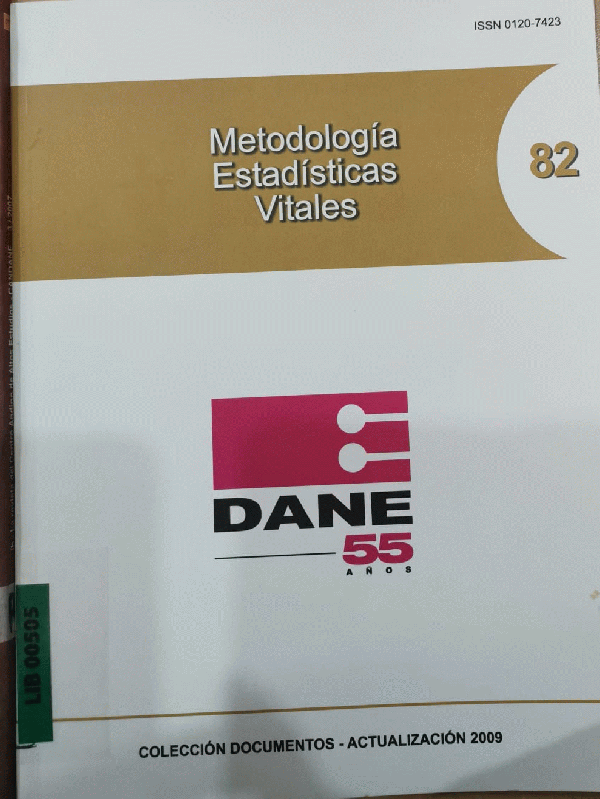 ISSN 0120-7423
Metodología
Estadísticas
Vitales
82
DANE
55
AÑOS
LIB 00505
COLECCIÓN DOCUMENTOS - ACTUALIZACIÓN 2009